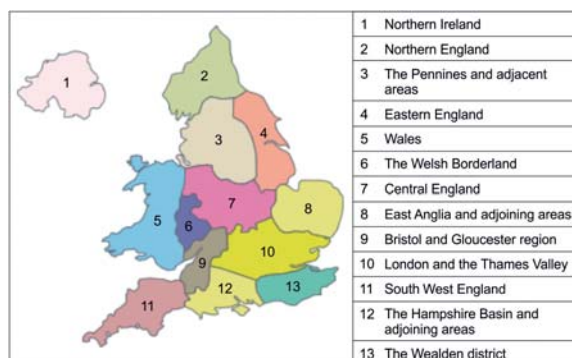 1
2
3
4
5
6
7
8
9
10
11
12
13
1 Northern Ireland
2 Northern England
3 The Pennines and adjacent
areas
4 Eastern England
5 Wales
6 The Welsh Borderland
7 Central England
8 East Anglia and adjoining areas
9 Bristol and Gloucester region
10 London and the Thames Valley
11 South West England
12 The Hampshire Basin and
adjoining areas
13 The Wealden district